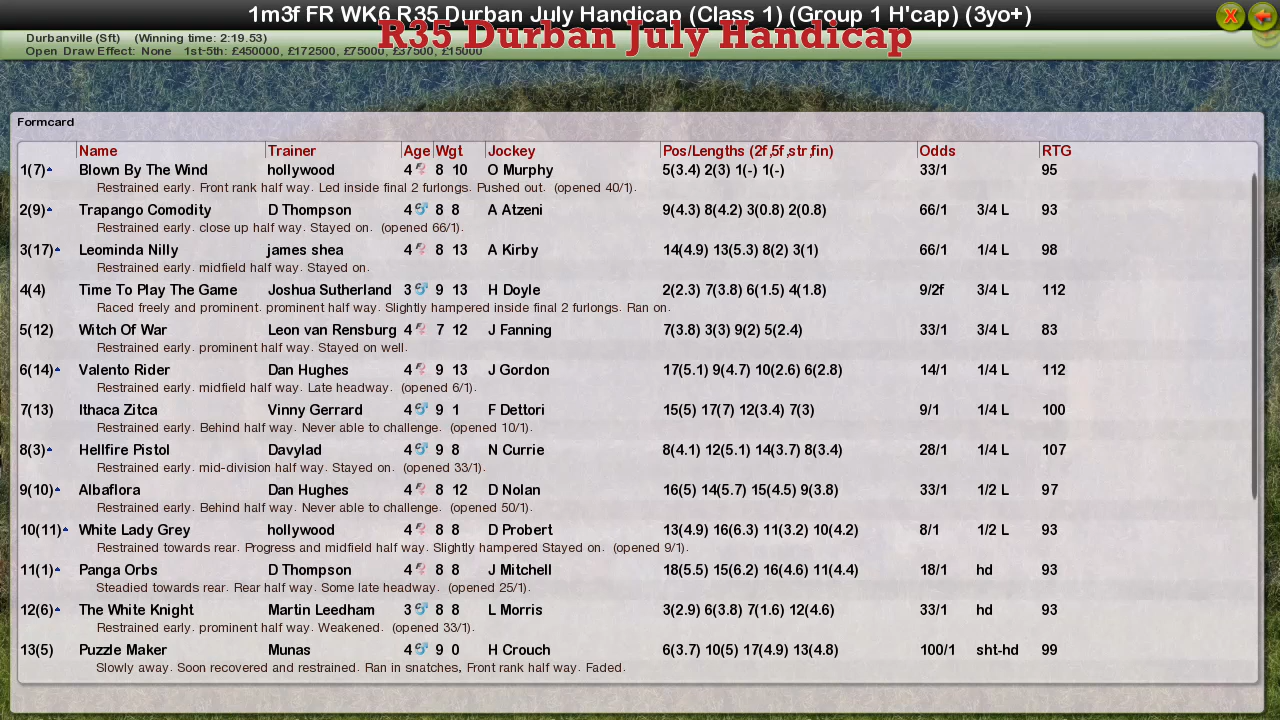 1m3f FR WK6 R35 Durban July Handicap (Class 1) (Group 1 H'cap) (3yo+)
R35 Durban July Handicap
Durbanville (Sft) (Winning time: 2:19.53)
Open Draw Effect: None 1st-5th: £450000, £172500, £75000, £37500, £15000
Formcard
Name Trainer Age Wgt Jockey Pos/Lengths (2f,5f,str,fin) Odds RTG
1(7) Blown By The Wind hollywood 4 8 10 O Murphy 5(3.4) 2(3) 1(-) 1(-) 33/1 95
Restrained early. Front rank half way. Led inside final 2 furlongs. Pushed out. (opened 40/1).
2(9) Trapango Comodity D Thompson 4 8 8 A Atzeni 9(4.3) 8(4.2) 3(0.8) 2(0.8) 66/1 3/4 L 93
Restrained early. close up half way. Stayed on. (opened 66/1).
3(17) Leominda Nilly james shea 4 8 13 A Kirby 14(4.9) 13(5.3) 8(2) 3(1) 66/1 1/4 L 98
Restrained early. midfield half way. Stayed on.
4(4) Time To Play The Game Joshua Sutherland 3 9 13 H Doyle 2(2.3) 7(3.8) 6(1.5) 4(1.8) 9/2f 3/4 L 112
Raced freely and prominent. prominent half way. Slightly hampered inside final 2 furlongs. Ran on.
5(12) Witch Of War Leon van Rensburg 4 7 12 J Fanning 7(3.8) 3(3) 9(2) 5(2.4) 33/1 3/4 L 83
Restrained early. prominent half way. Stayed on well.
6(14) Valento Rider Dan Hughes 4 9 13 J Gordon 17(5.1) 9(4.7) 10(2.6) 6(2.8) 14/1 1/4 L 112
Restrained early. midfield half way. Late headway. (opened 6/1).
7(13) Ithaca Zitca Vinny Gerrard 4 9 1 F Dettori 15(5) 17(7) 12(3.4) 7(3) 9/1 1/4 L 100
Restrained early. Behind half way. Never able to challenge. (opened 10/1).
8(3) Hellfire Pistol Davylad 4 9 8 N Currie 8(4.1) 12(5.1) 14(3.7) 8(3.4) 28/1 1/4 L 107
Restrained early. mid-division half way. Stayed on. (opened 33/1).
9(10) Albaflora Dan Hughes 4 8 12 D Nolan 16(5) 14(5.7) 15(4.5) 9(3.8) 33/1 1/2 L 97
Restrained early. Behind half way. Never able to challenge. (opened 50/1).
10(11) White Lady Grey hollywood 4 8 8 D Probert 13(4.9) 16(6.3) 11(3.2) 10(4.2) 8/1 1/2 L 93
Restrained towards rear. Progress and midfield half way. Slightly hampered Stayed on. (opened 9/1).
11(1) Panga Orbs D Thompson 4 8 8 J Mitchell 18(5.5) 15(6.2) 16(4.6) 11(4.4) 18/1 hd 93
Steadied towards rear. Rear half way. Some late headway. (opened 25/1).
12(6) The White Knight Martin Leedham 3 8 8 L Morris 3(2.9) 6(3.8) 7(1.6) 12(4.6) 33/1 hd 93
Restrained early. prominent half way. Weakened. (opened 33/1).
13(5) Puzzle Maker Munas 4 9 0 H Crouch 6(3.7) 10(5) 17(4.9) 13(4.8) 100/1 sht-hd 99
Slowly away. Soon recovered and restrained. Ran in snatches, Front rank half way. Faded.